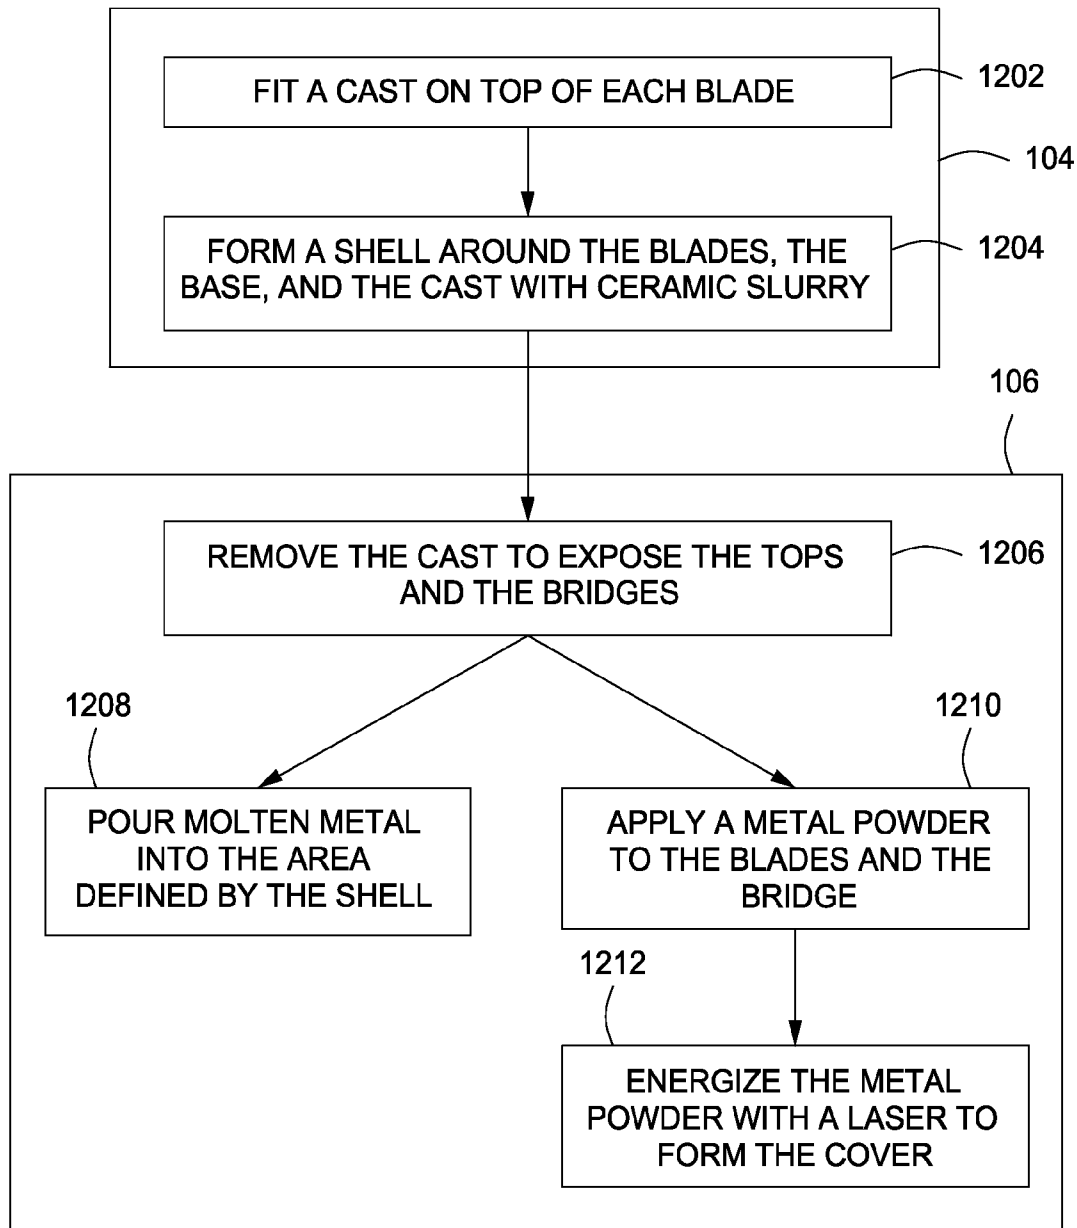 FIT A CAST ON TOP OF EACH BLADE
1202
104
FORM A SHELL AROUND THE BLADES, THE
BASE, AND THE CAST WITH CERAMIC SLURRY
1204
106
REMOVE THE CAST TO EXPOSE THE TOPS
AND THE BRIDGES
1206
1208
POUR MOLTEN METAL
INTO THE AREA
DEFINED BY THE SHELL
1210
APPLY A METAL POWDER
TO THE BLADES AND THE
BRIDGE
1212
ENERGIZE THE METAL
POWDER WITH A LASER TO
FORM THE COVER